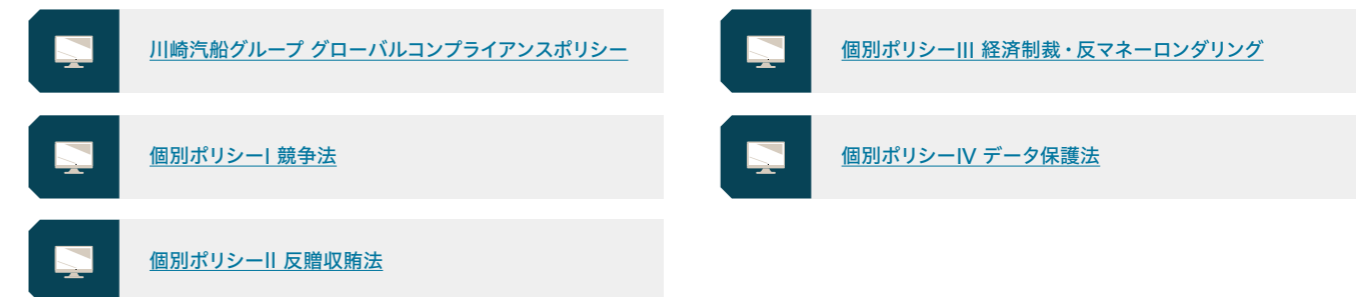 川崎汽船グループ グローバルコンプライアンスポリシー
個別ポリシーI 競争法
個別ポリシーII 反贈収賄法
個別ポリシーIII 経済制裁・反マネーロンダリング
個別ポリシーIV データ保護法